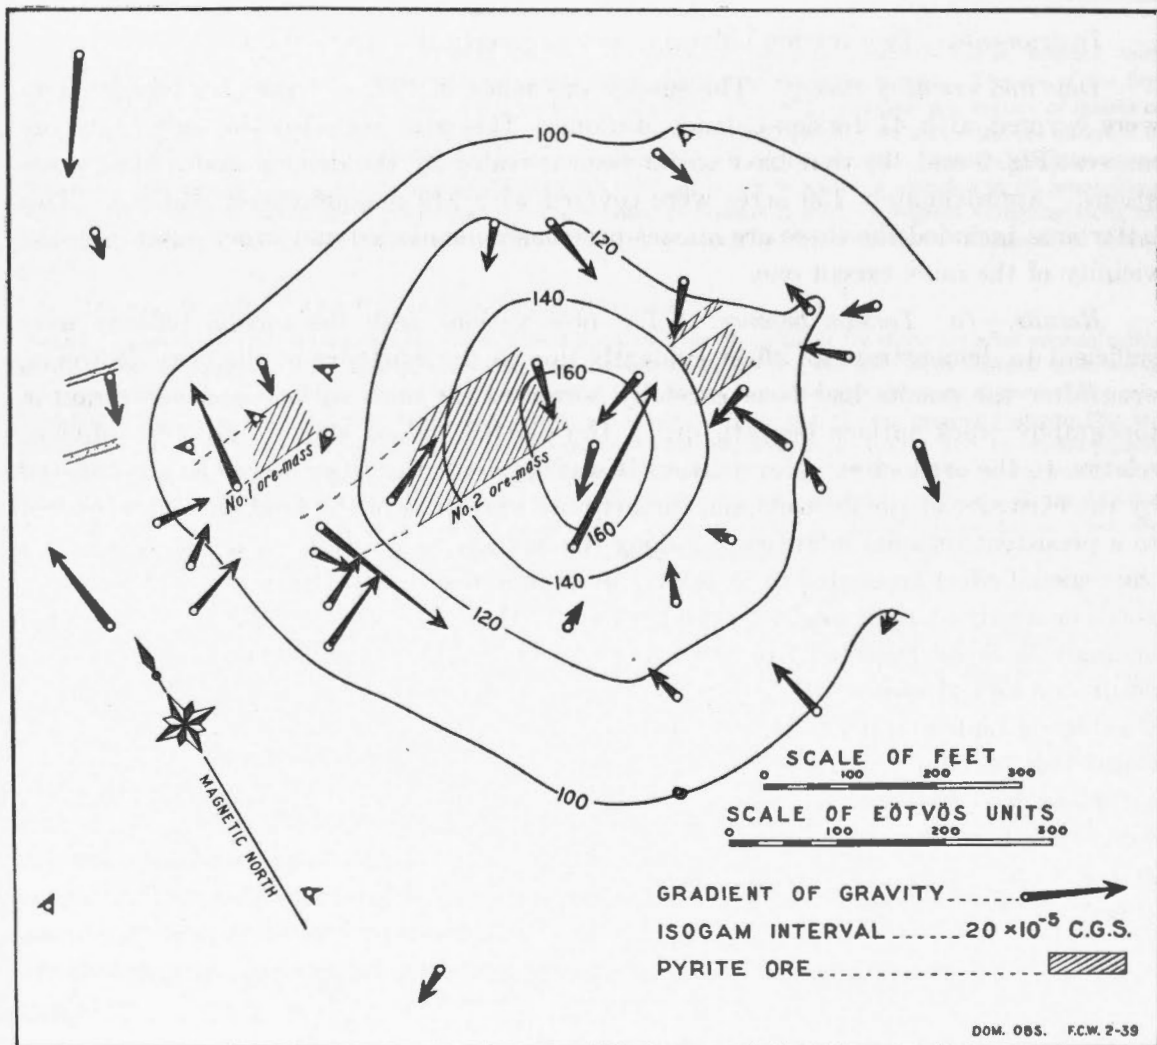 100
120
140
160
No. 1 ore-mass
No. 2 ore-mass
160
140
120
100
MAGNETIC NORTH
SCALE OF FEET
0 100 200 300
SCALE OF EÖTVÖS UNITS
0 100 200 300
GRADIENT OF GRAVITY
ISOGAM INTERVAL ...... 20 ×10⁻⁵ C.G.S.
PYRITE ORE
DOM. OBS. F.C.W. 2-39